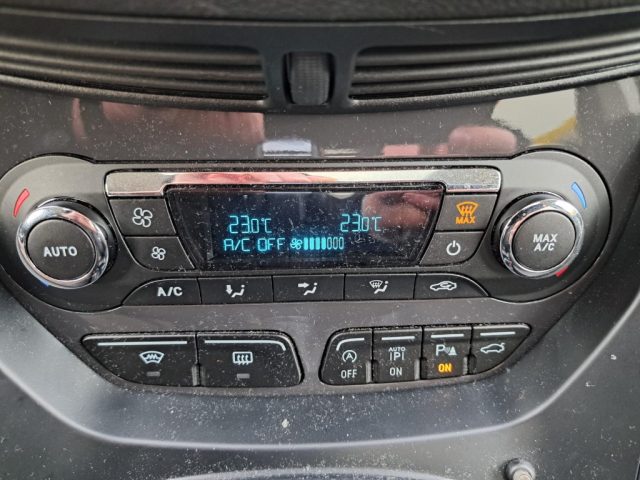 23.0°C 23.0°C
A/C OFF
MAX
AUTO
MAX
A/C
A/C
A
OFF
AUTO
P
ON
P
ON